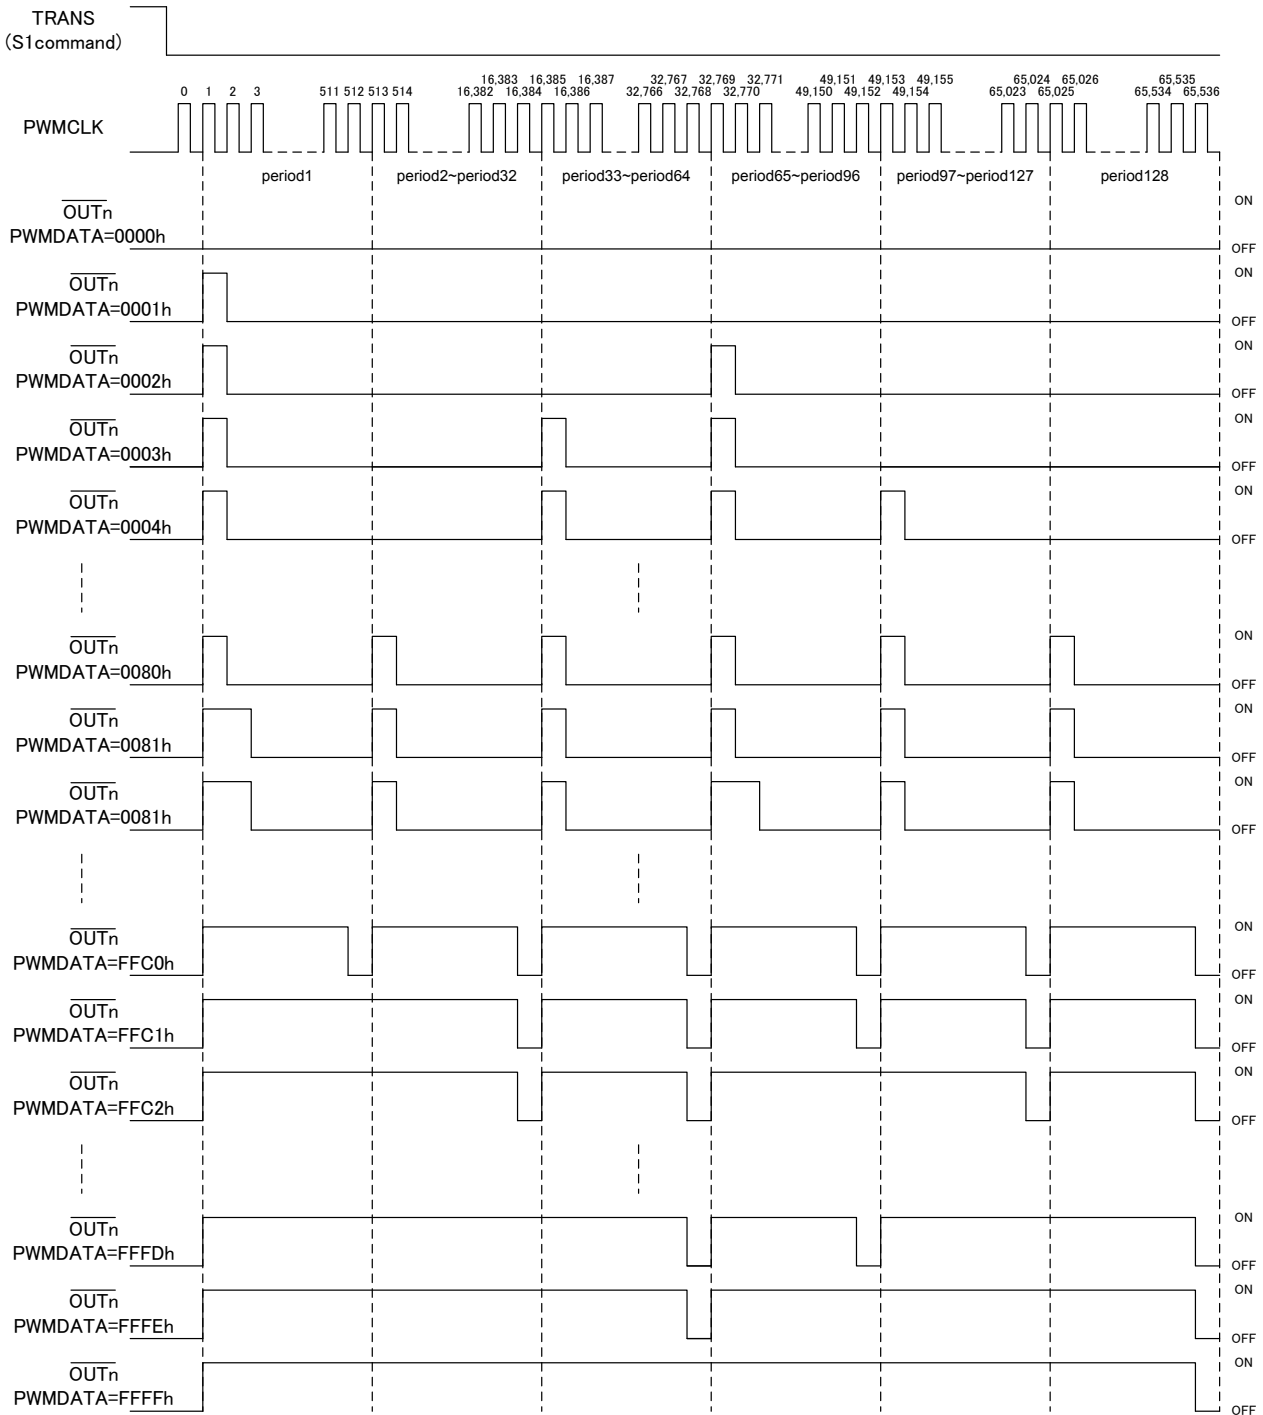 TRANS
(S1command)
16,383 16,385 16,387 32,767 32,769 32,771 49,151 49,153 49,155 65,024 65,026 65,535
0 1 2 3 511 512 513 514 16,382 16,384 16,386 32,766 32,768 32,770 49,150 49,152 49,154 65,023 65,025 65,534 65,536
PWMCLK
period1 period2~period32 period33~period64 period65~period96 period97~period127 period128
OUTn ON
PWMDATA=0000h OFF
OUTn ON
PWMDATA=0001h OFF
OUTn ON
PWMDATA=0002h OFF
OUTn ON
PWMDATA=0003h OFF
OUTn ON
PWMDATA=0004h OFF
OUTn ON
PWMDATA=0080h OFF
OUTn ON
PWMDATA=0081h OFF
OUTn ON
PWMDATA=0081h OFF
OUTn ON
PWMDATA=FFC0h OFF
OUTn ON
PWMDATA=FFC1h OFF
OUTn ON
PWMDATA=FFC2h OFF
OUTn ON
PWMDATA=FFFDh OFF
OUTn ON
PWMDATA=FFFEh OFF
OUTn ON
PWMDATA=FFFFh OFF